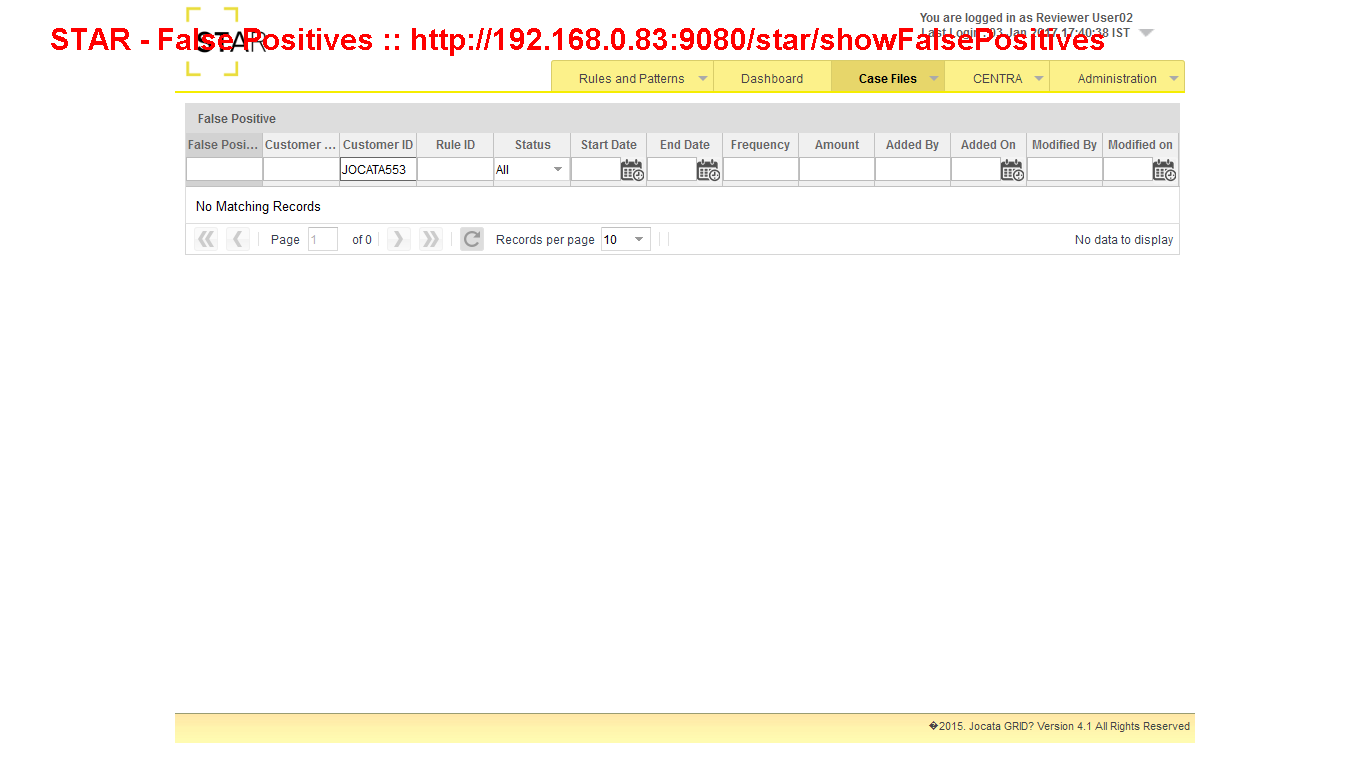 You are logged in as Reviewer User02
STAR
STAR - False Positives :: http://192.168.0.83:9080/star/showFalsePositives
Last Login : 03 Jan 2017 17:40:38 IST
Rules and Patterns Dashboard Case Files CENTRA Administration
False Positive
False Posi... Customer ... Customer ID Rule ID Status Start Date End Date Frequency Amount Added By Added On Modified By Modified on
JOCATA553 All
No Matching Records
Page 1 of 0 Records per page 10 No data to display
�2015. Jocata GRID? Version 4.1 All Rights Reserved